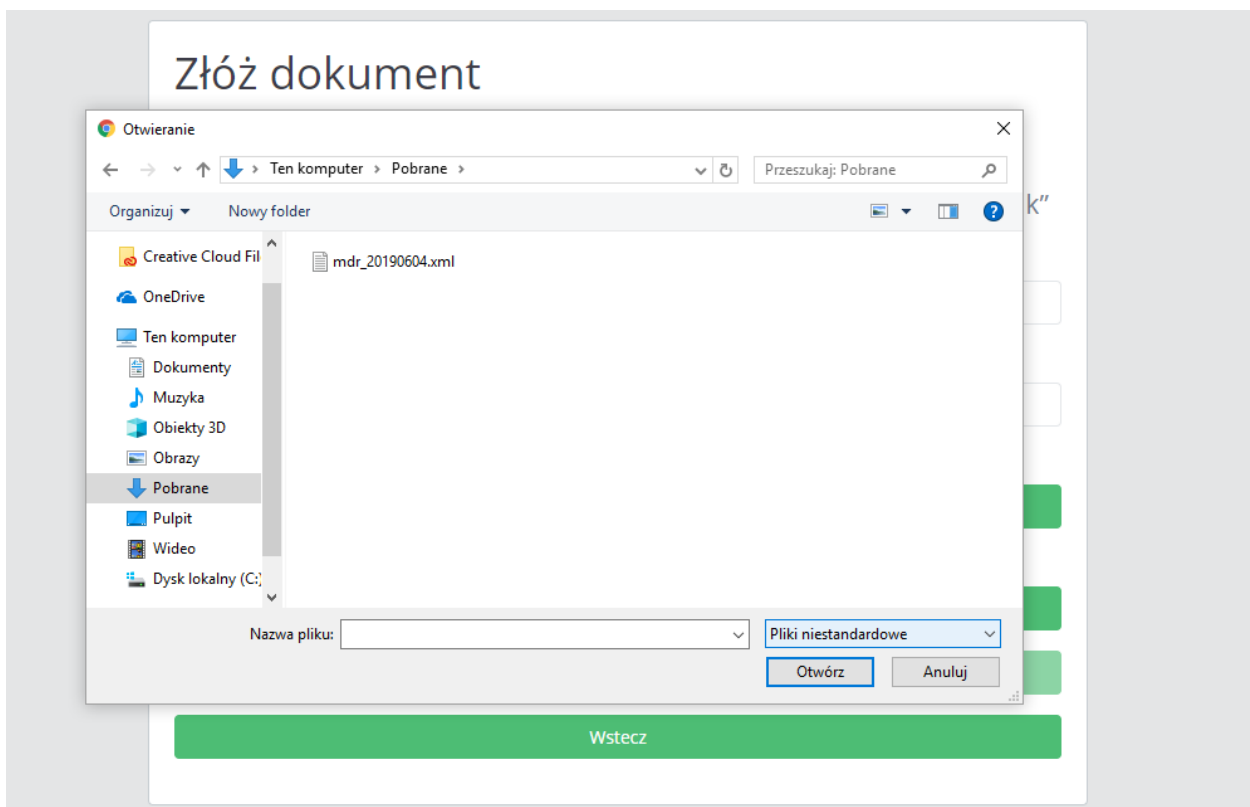 Złóż dokument
Otwieranie
Ten komputer > Pobrane >
Przeszukaj: Pobrane
Organizuj
Nowy folder
?
k”
Creative Cloud Fil
mdr_20190604.xml
OneDrive
Ten komputer
Dokumenty
Muzyka
Obiekty 3D
Obrazy
Pobrane
Pulpit
Wideo
Dysk lokalny (C:)
Nazwa pliku:
Pliki niestandardowe
Otwórz
Anuluj
Wstecz